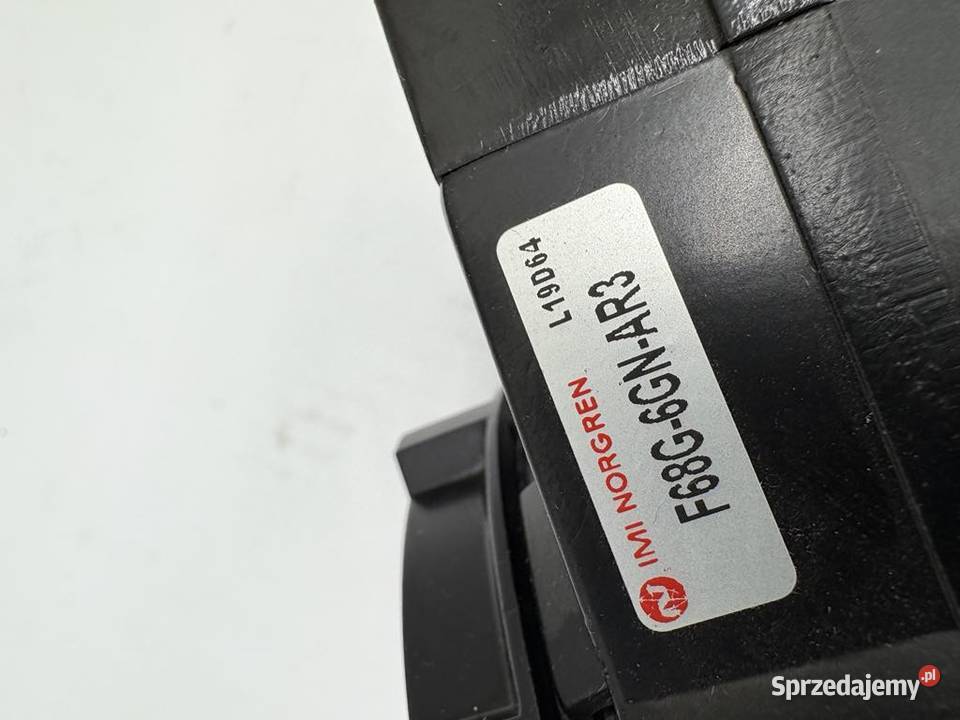 L19D64
IMI NORGREN
F68G-6GN-AR3
Sprzedajemy.pl